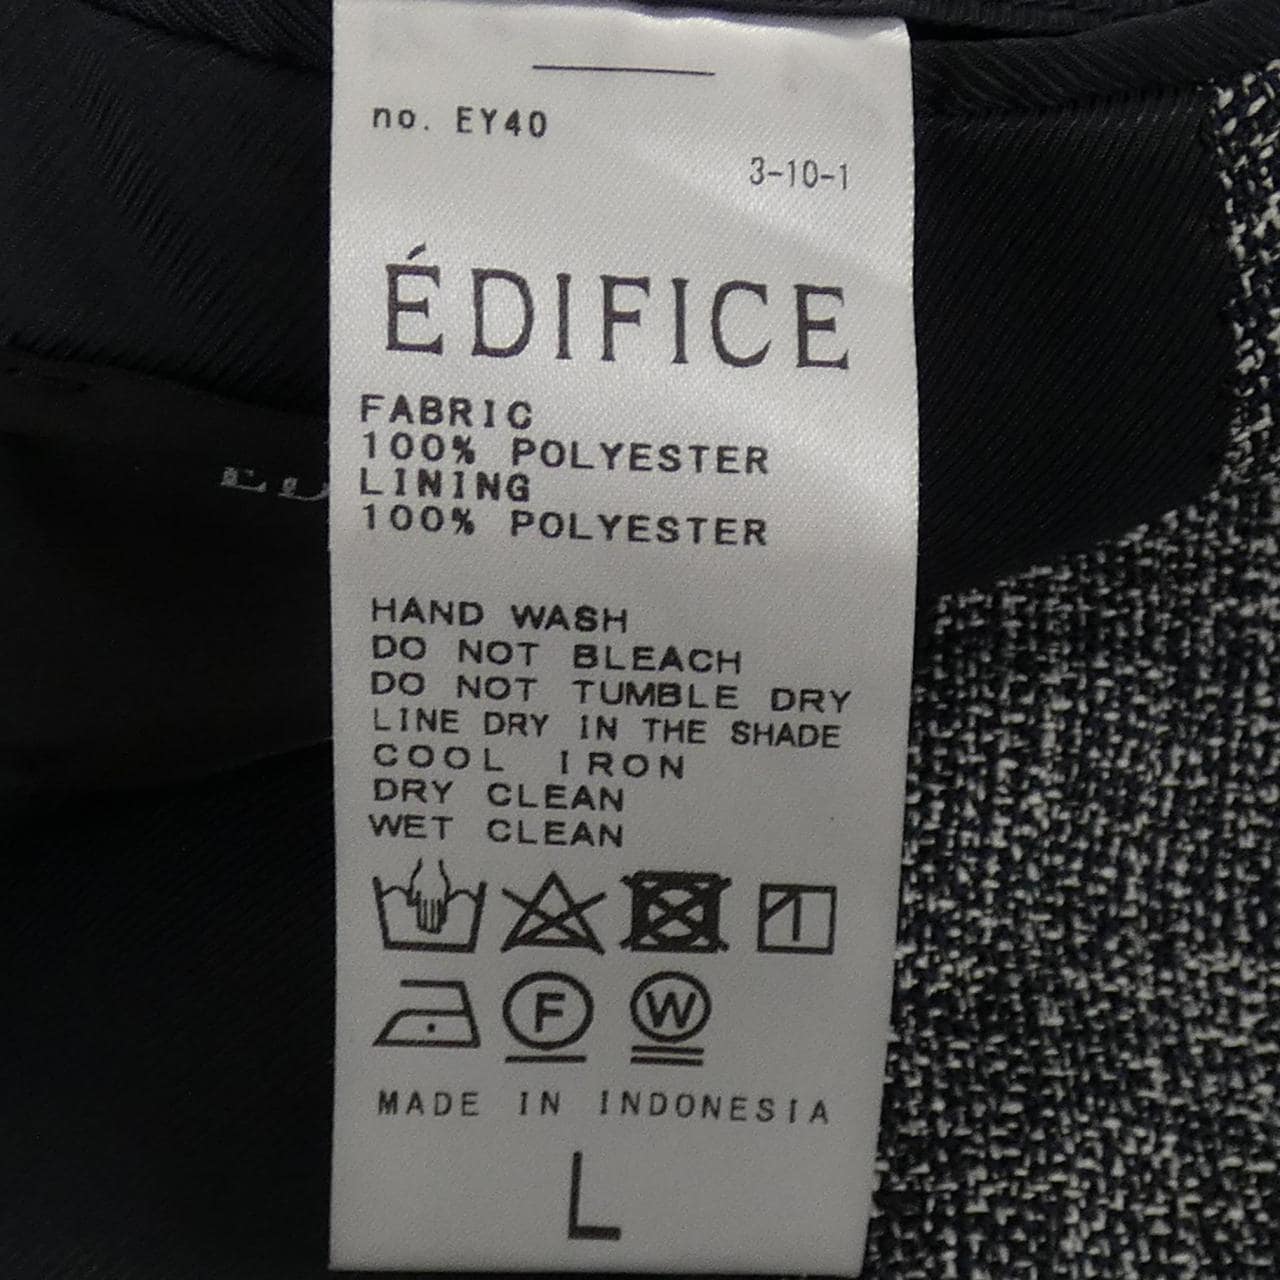 no. EY40
3-10-1
ÉDIFICE
FABRIC
100% POLYESTER
LINING
100% POLYESTER
HAND WASH
DO NOT BLEACH
DO NOT TUMBLE DRY
LINE DRY IN THE SHADE
COOL IRON
DRY CLEAN
WET CLEAN
F W
MADE IN INDONESIA
L